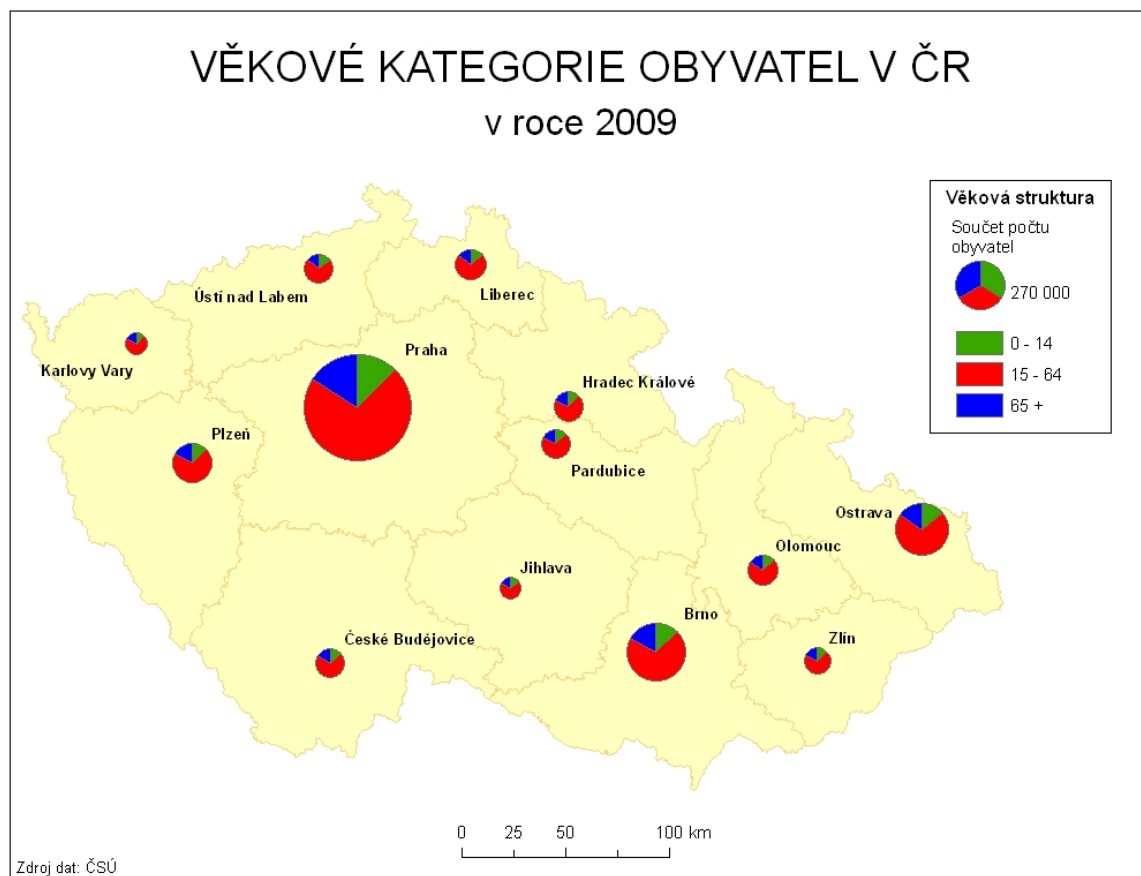 VĚKOVÉ KATEGORIE OBYVATEL V ČR
v roce 2009
Věková struktura
Součet počtu
obyvatel
270 000
0 - 14
15 - 64
65 +
Ústí nad Labem
Liberec
Karlovy Vary
Praha
Hradec Králové
Plzeň
Pardubice
Ostrava
Olomouc
Jihlava
Brno
České Budějovice
Zlín
0 25 50 100 km
Zdroj dat: ČSÚ